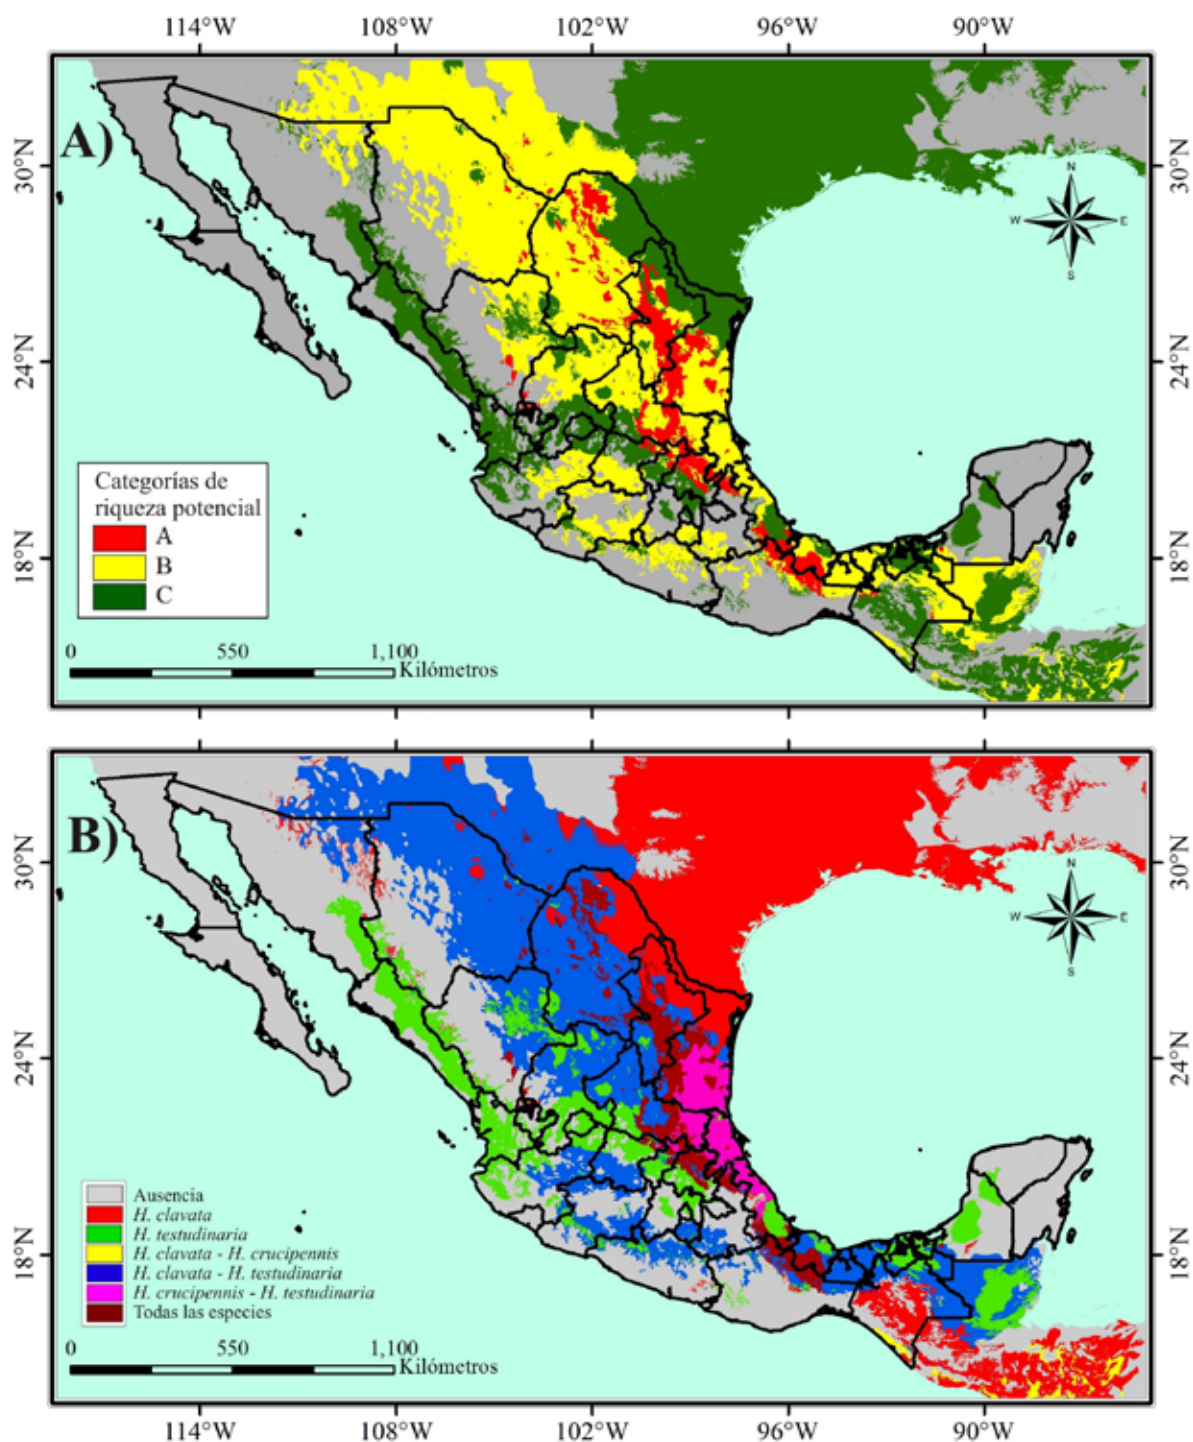 114°W 108°W 102°W 96°W 90°W
A)
30°N 30°N
N
W E
S
24°N 24°N
18°N 18°N
Categorías de
riqueza potencial
A
B
C
0 550 1,100
Kilómetros
B)
30°N 30°N
N
W E
S
24°N 24°N
18°N 18°N
Ausencia
H. clavata
H. testudinaria
H. clavata - H. crucipennis
H. clavata - H. testudinaria
H. crucipennis - H. testudinaria
Todas las especies
0 550 1,100
Kilómetros
114°W 108°W 102°W 96°W 90°W